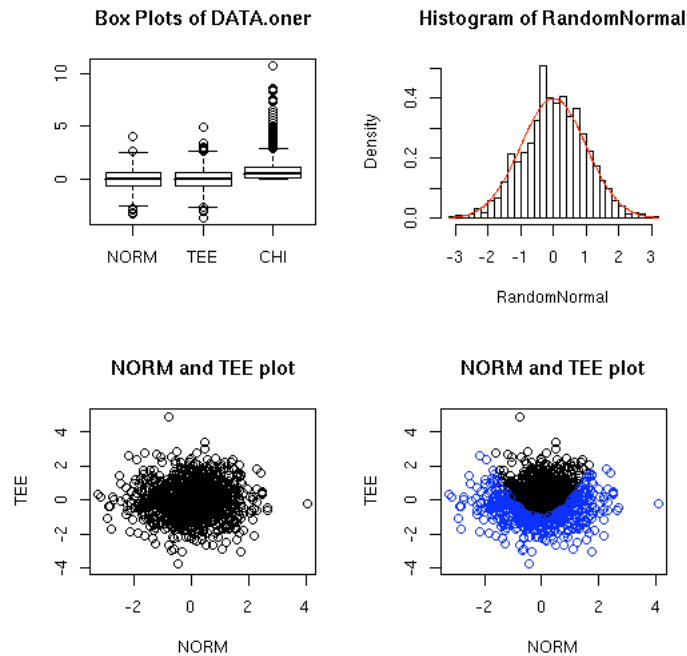 Box Plots of DATA.oner
10
5
0
NORM TEE CHI
Histogram of RandomNormal
Density
0.4
0.2
0.0
-3 -2 -1 0 1 2 3
RandomNormal
NORM and TEE plot
TEE
4
2
0
-2
-4
-2 0 2 4
NORM
NORM and TEE plot
TEE
4
2
0
-2
-4
-2 0 2 4
NORM